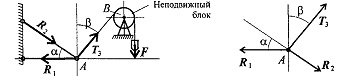 B
β
Неподвижный
блок
R₂
α
T₃
F
R₁
A
β
T₃
α
R₁
A
R₂